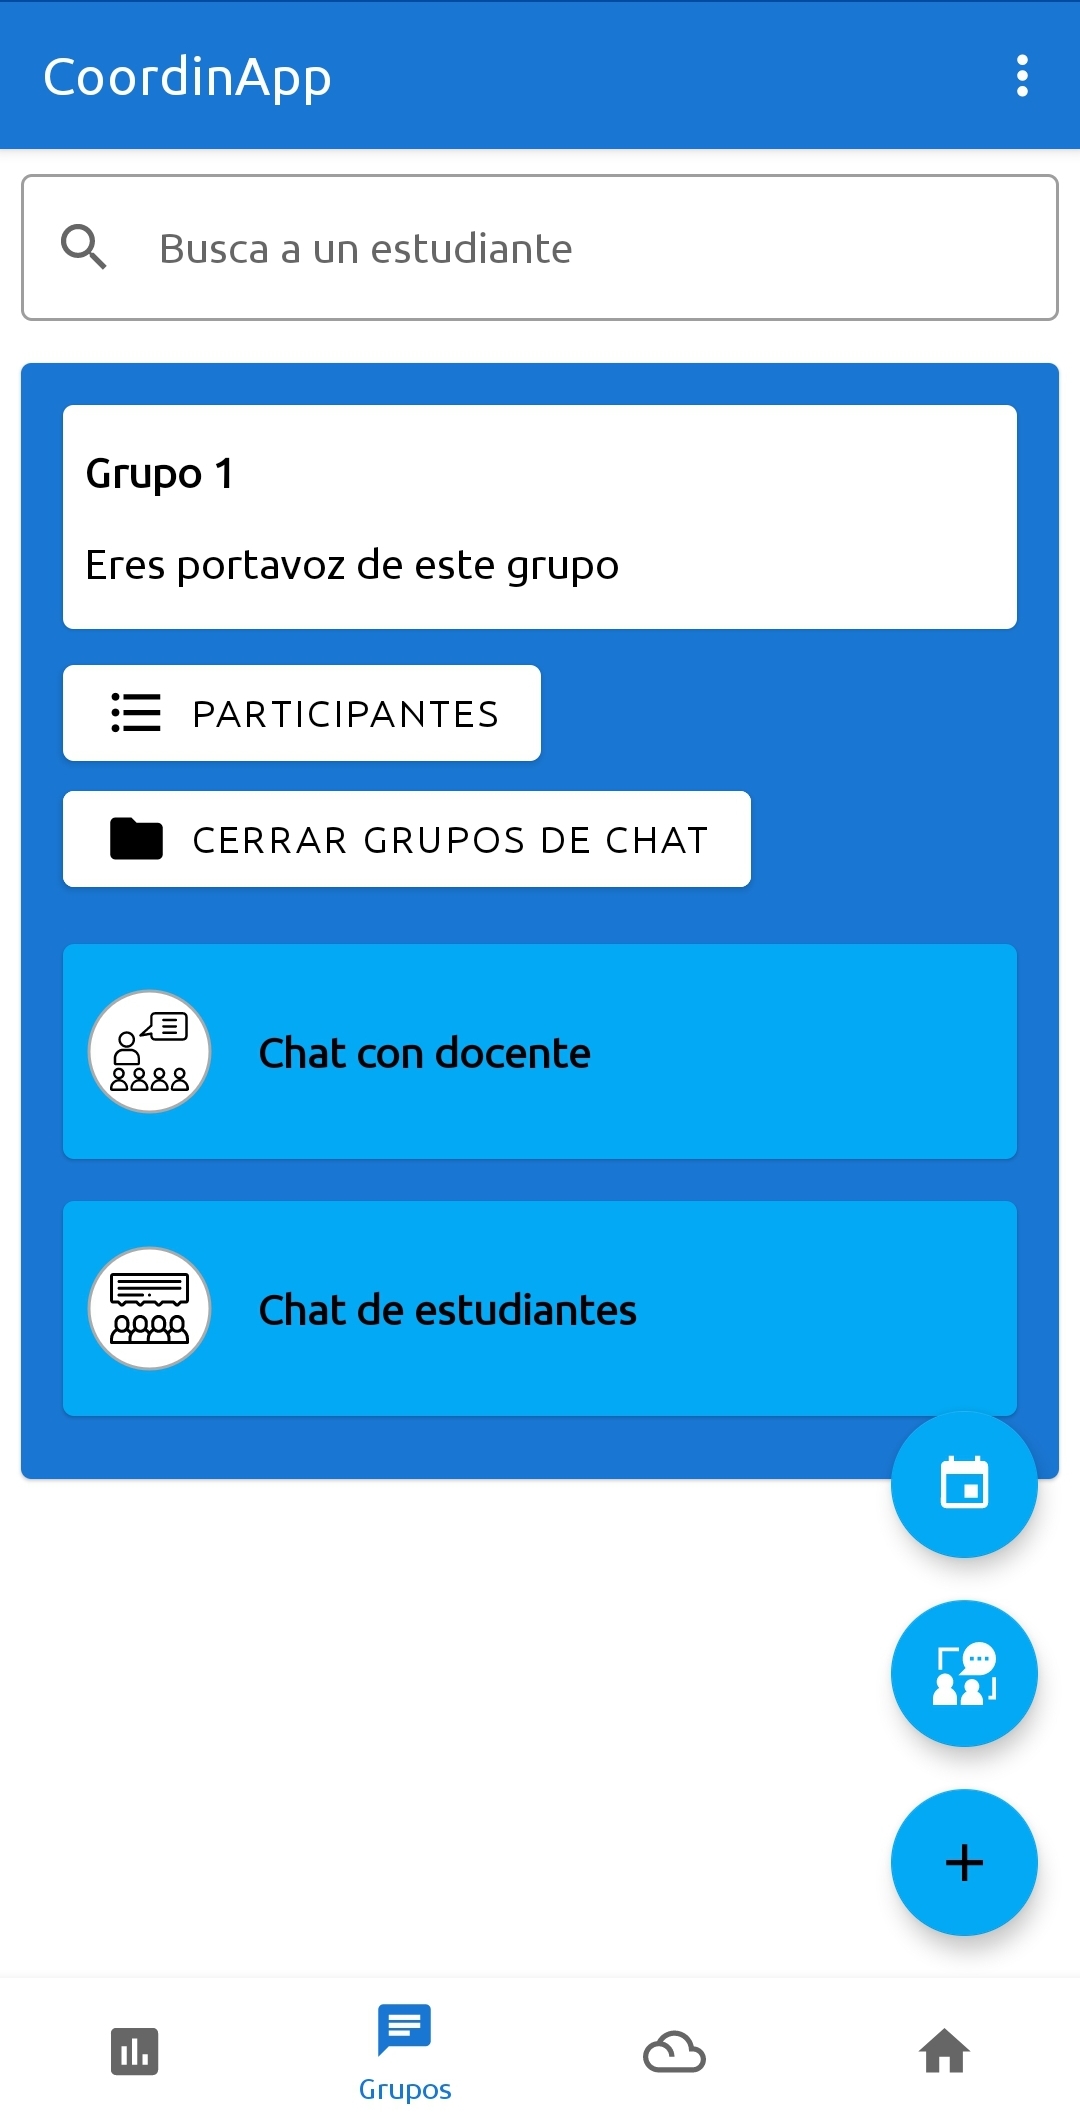 CoordinApp
Busca a un estudiante
Grupo 1
Eres portavoz de este grupo
PARTICIPANTES
CERRAR GRUPOS DE CHAT
Chat con docente
Chat de estudiantes
Grupos